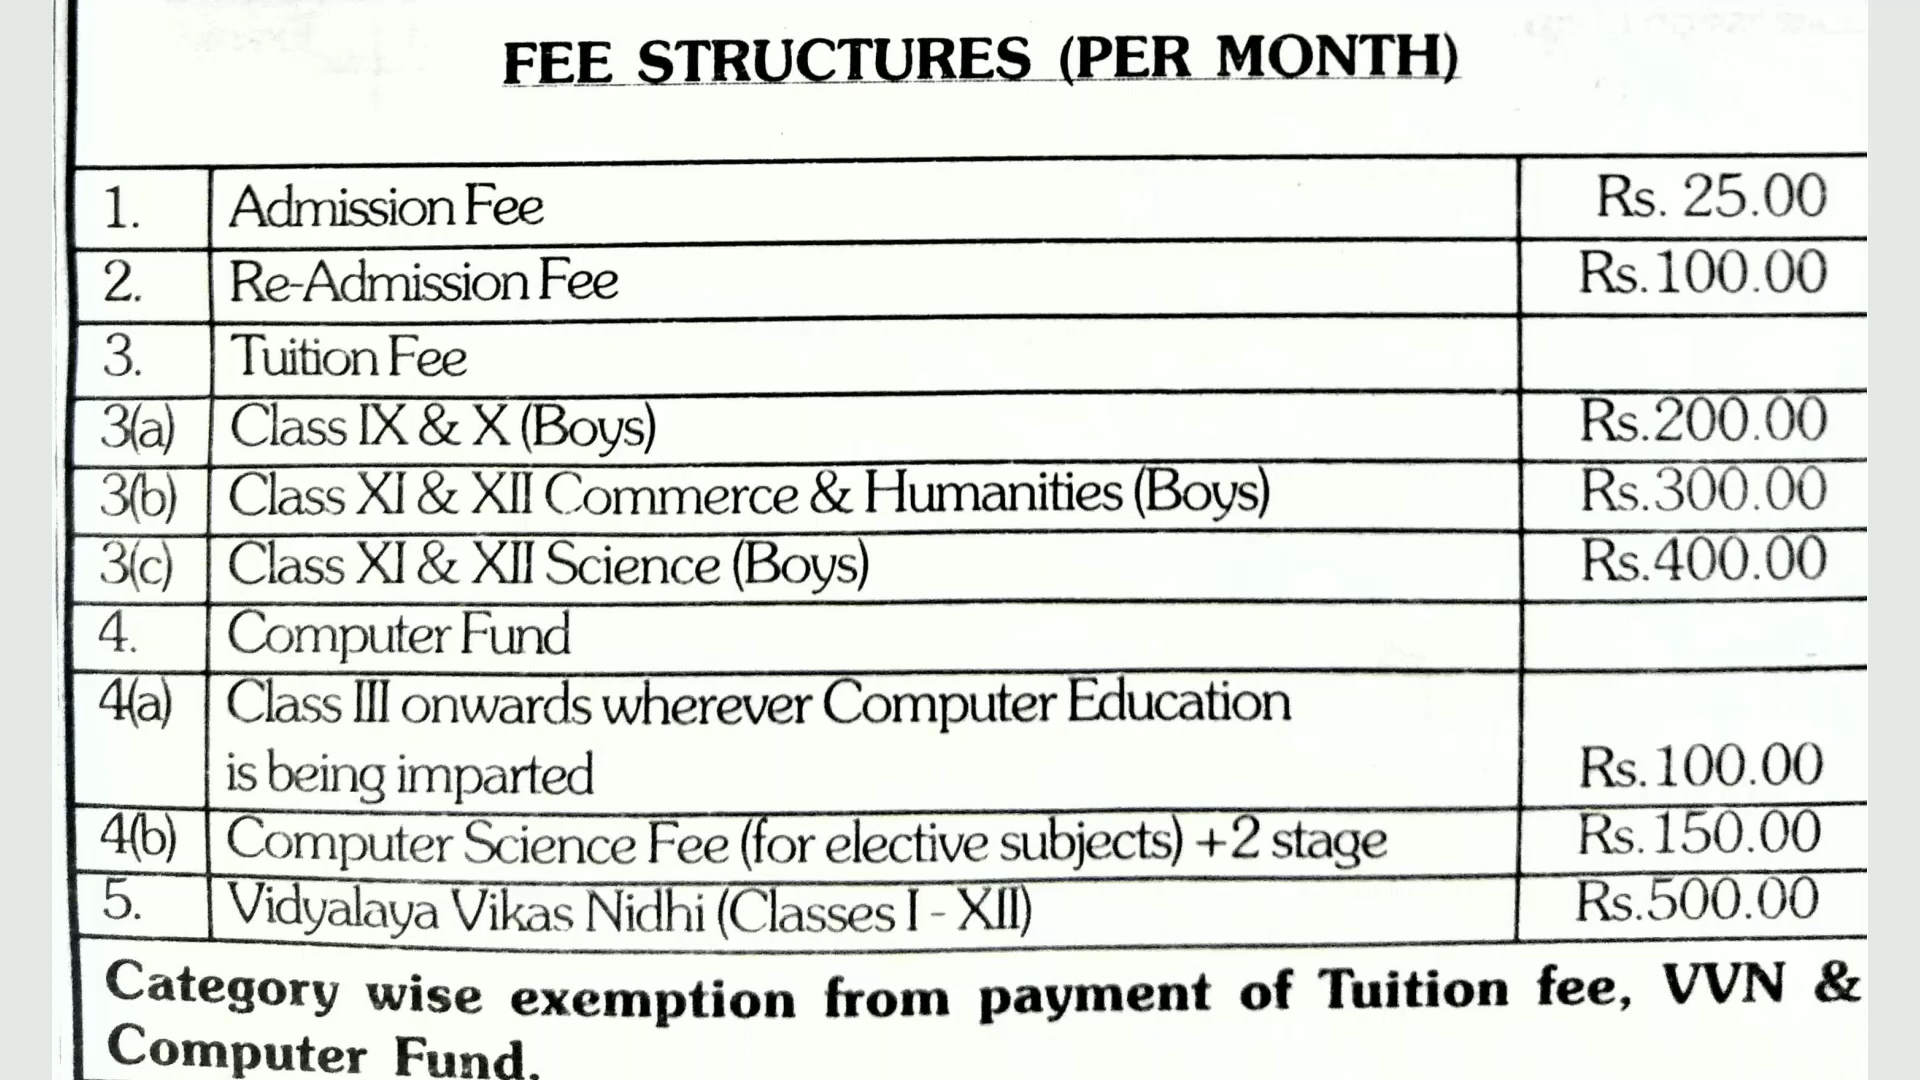 FEE STRUCTURES (PER MONTH)
1. Admission Fee Rs. 25.00
2. Re-Admission Fee Rs.100.00
3. Tuition Fee
3(a) Class IX & X (Boys) Rs.200.00
3(b) Class XI & XII Commerce & Humanities (Boys) Rs.300.00
3(c) Class XI & XII Science (Boys) Rs.400.00
4. Computer Fund
4(a) Class III onwards wherever Computer Education
is being imparted Rs.100.00
4(b) Computer Science Fee (for elective subjects) +2 stage Rs.150.00
5. Vidyalaya Vikas Nidhi (Classes I - XII) Rs.500.00
Category wise exemption from payment of Tuition fee, VVN &
Computer Fund.